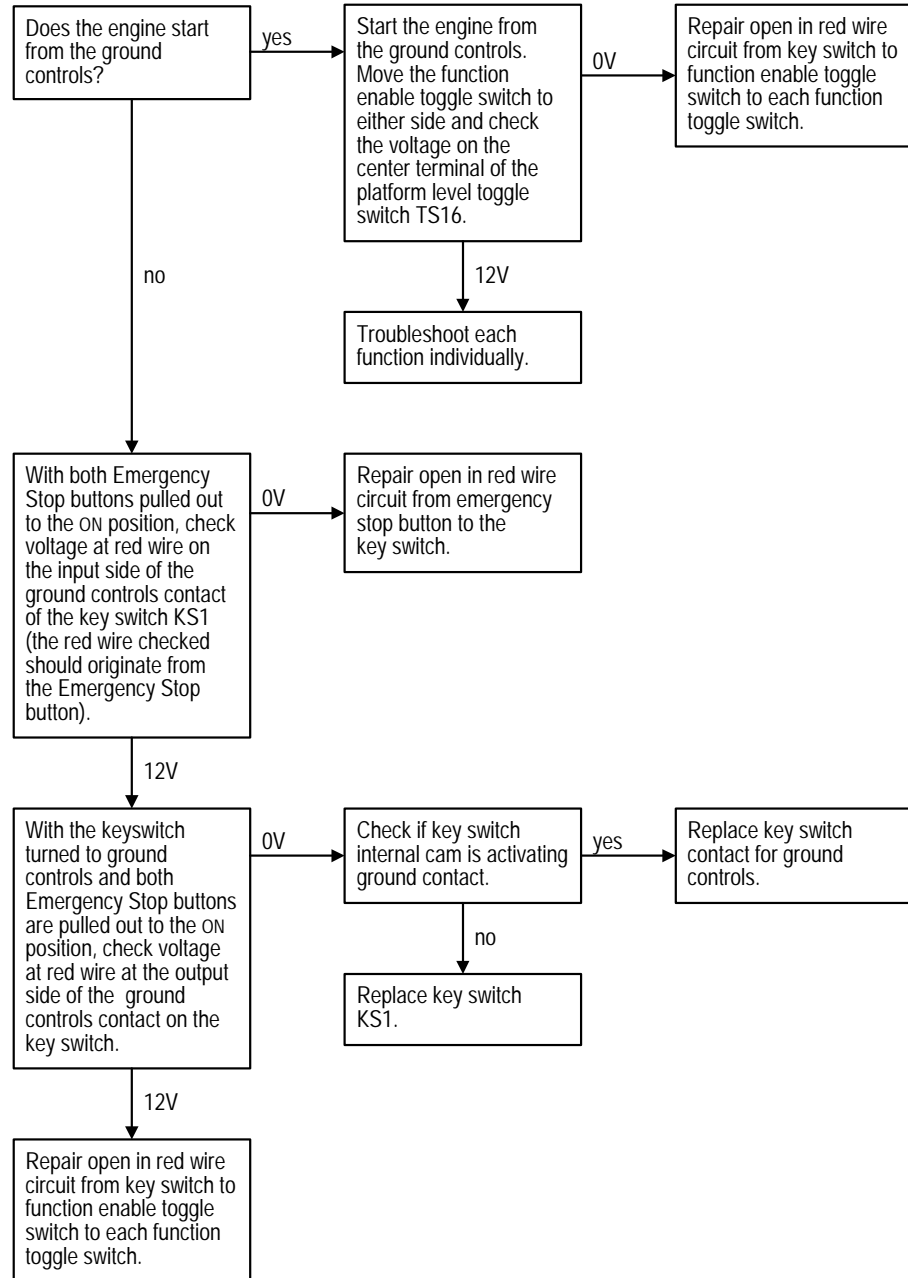 Does the engine start
from the ground
controls?
yes
Start the engine from
the ground controls.
Move the function
enable toggle switch to
either side and check
the voltage on the
center terminal of the
platform level toggle
switch TS16.
0V
Repair open in red wire
circuit from key switch to
function enable toggle
switch to each function
toggle switch.
12V
Troubleshoot each
function individually.
no
With both Emergency
Stop buttons pulled out
to the ON position, check
voltage at red wire on
the input side of the
ground controls contact
of the key switch KS1
(the red wire checked
should originate from
the Emergency Stop
button).
0V
Repair open in red wire
circuit from emergency
stop button to the
key switch.
12V
With the keyswitch
turned to ground
controls and both
Emergency Stop buttons
are pulled out to the ON
position, check voltage
at red wire at the output
side of the ground
controls contact on the
key switch.
0V
Check if key switch
internal cam is activating
ground contact.
yes
Replace key switch
contact for ground
controls.
no
Replace key switch
KS1.
12V
Repair open in red wire
circuit from key switch to
function enable toggle
switch to each function
toggle switch.